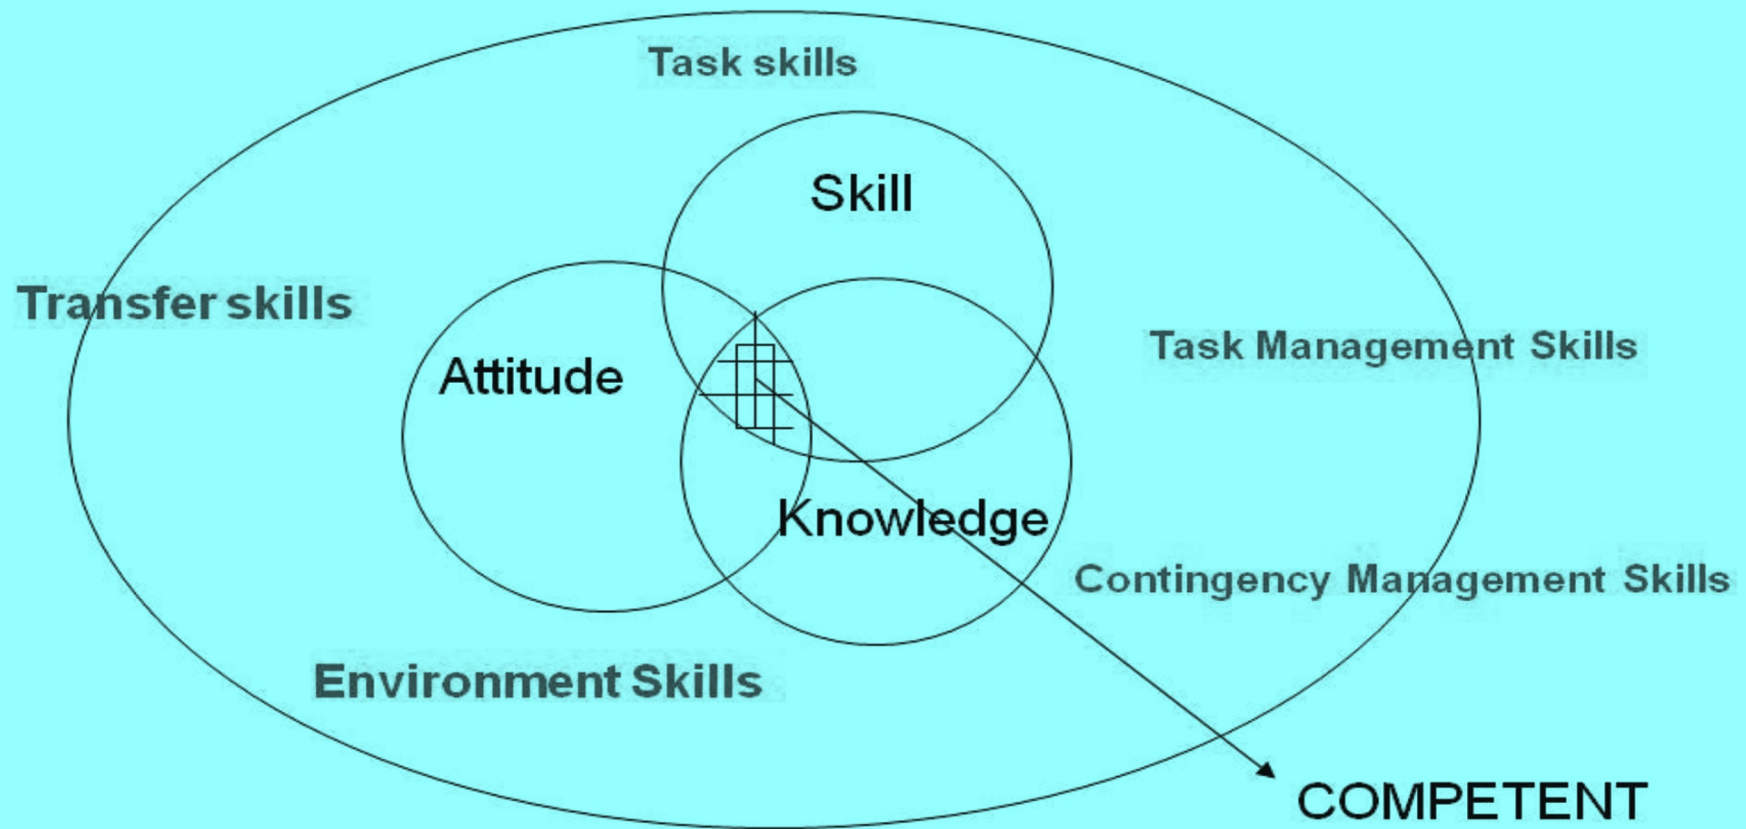 Task skills
Skill
Transfer skills
Attitude
Task Management Skills
Knowledge
Contingency Management Skills
Environment Skills
COMPETENT